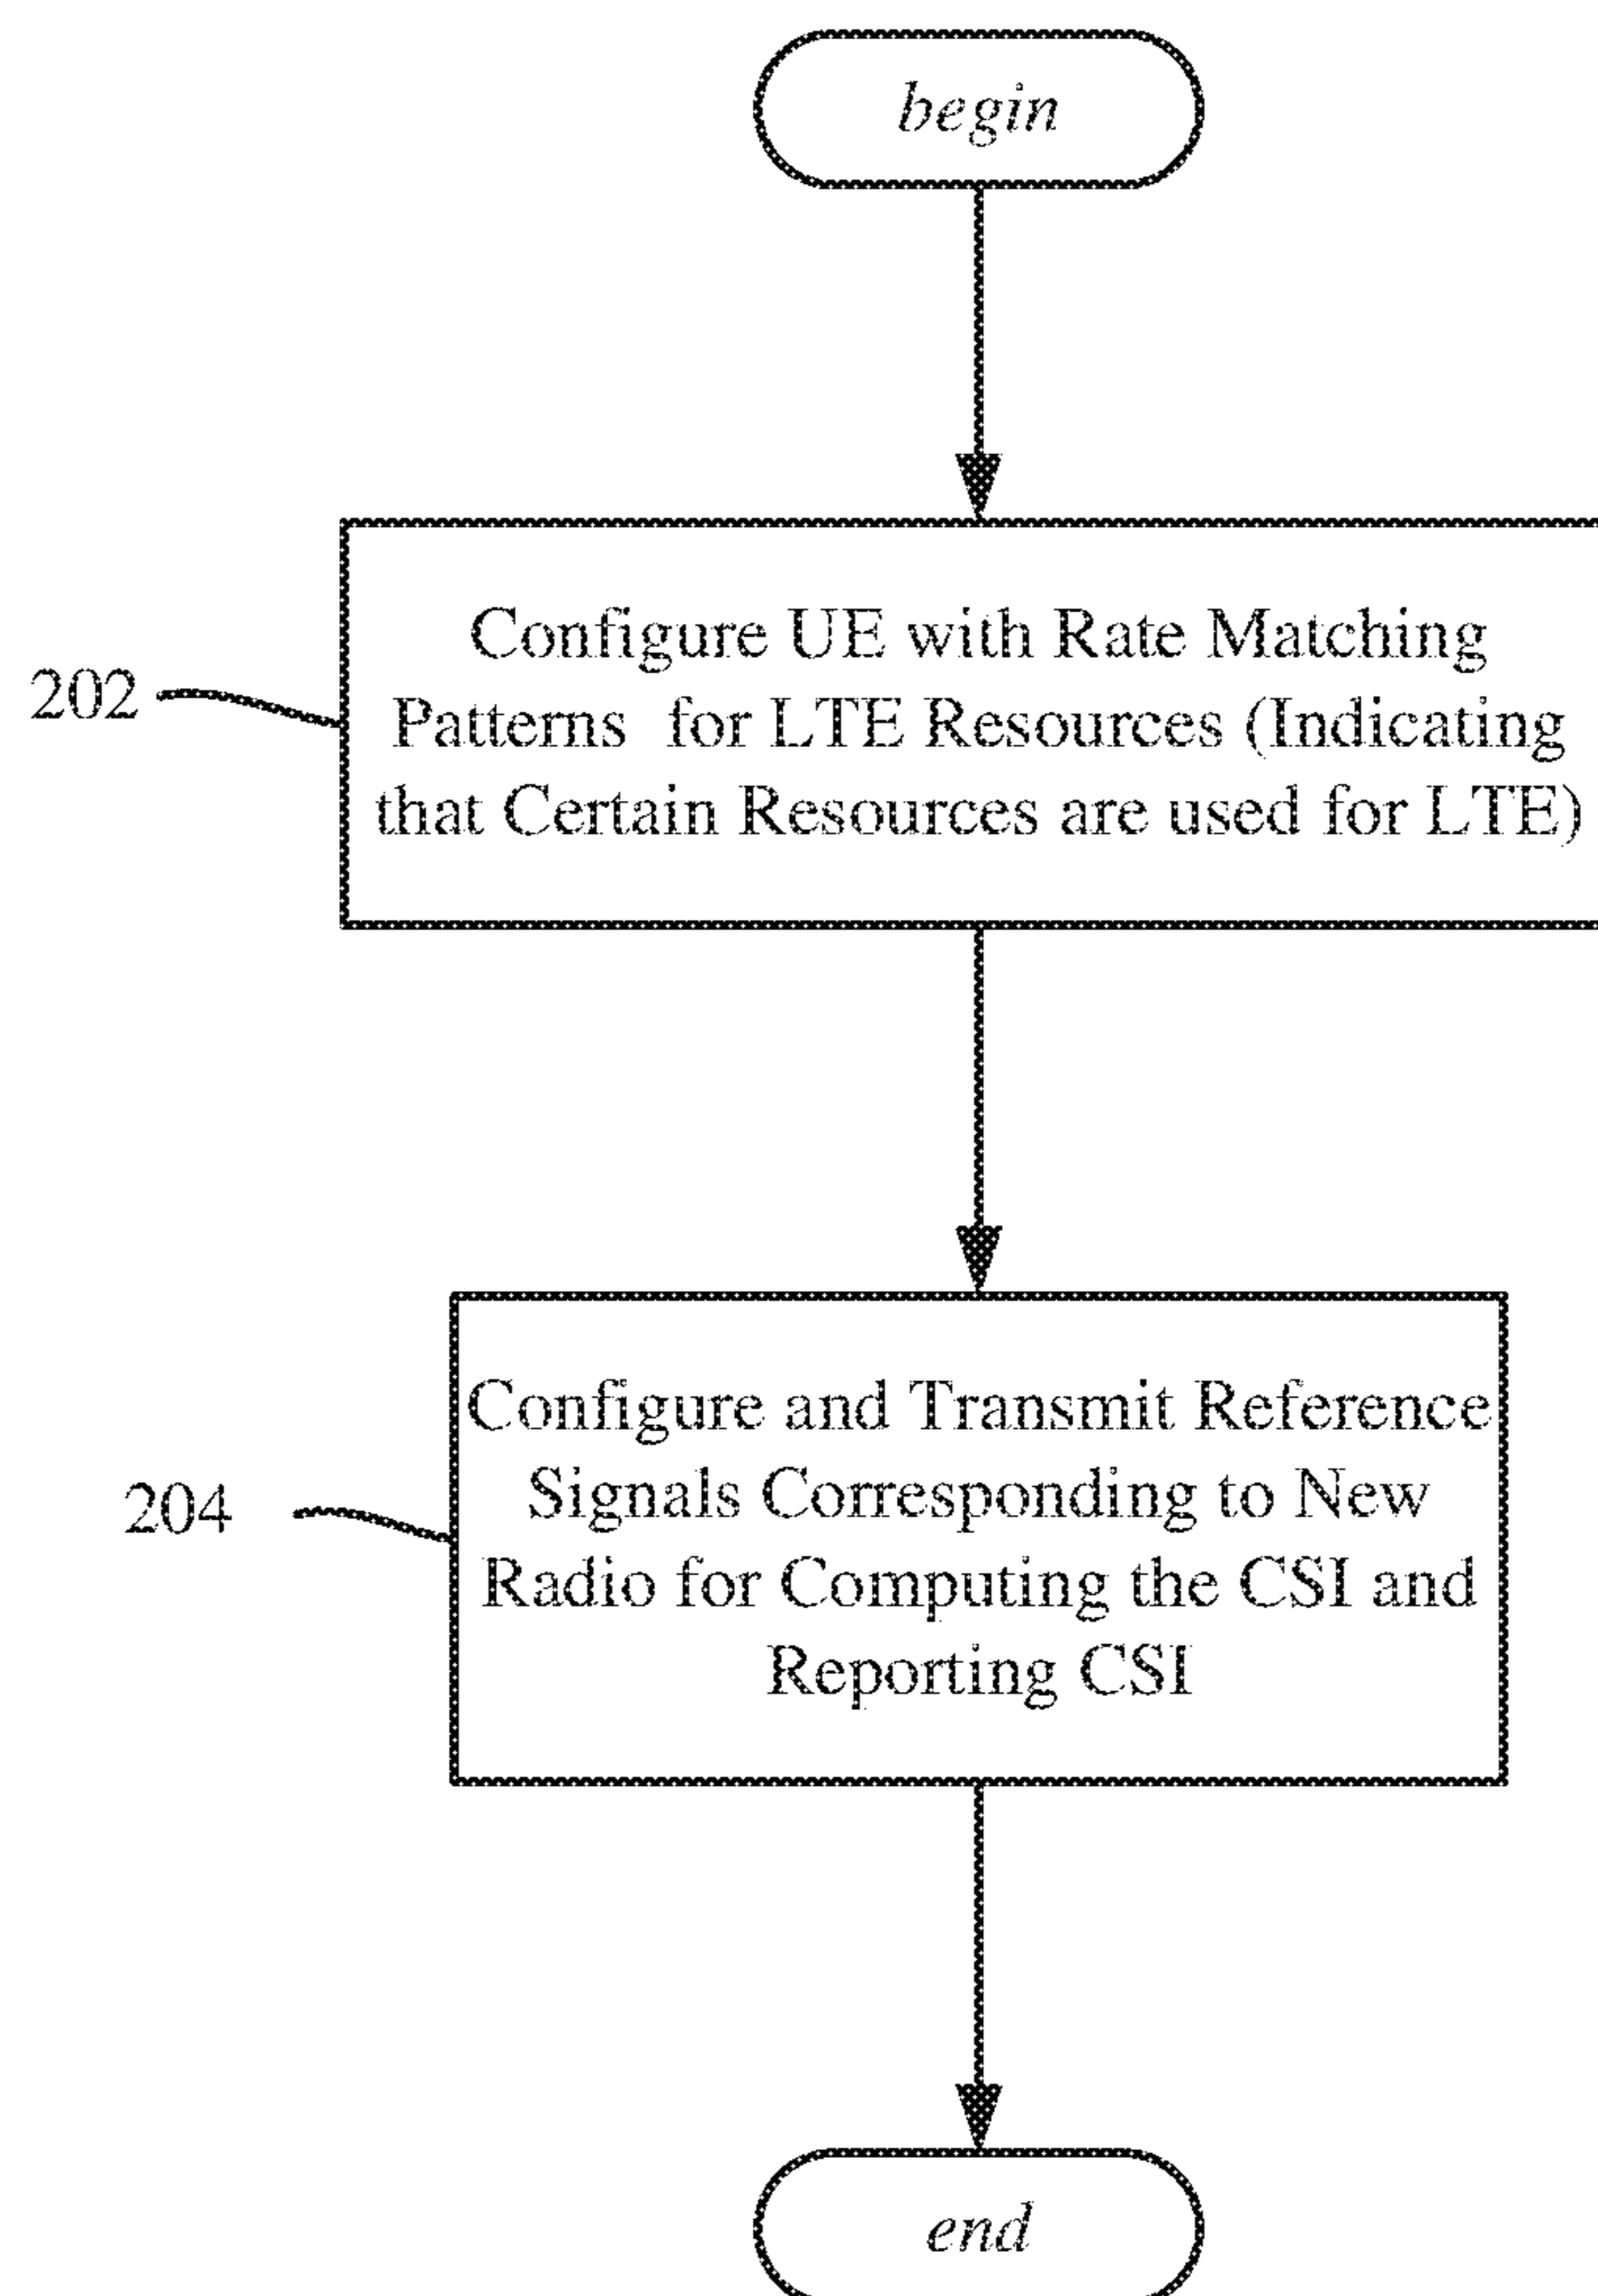 begin
202
Configure UE with Rate Matching
Patterns for LTE Resources (Indicating
that Certain Resources are used for LTE)
204
Configure and Transmit Reference
Signals Corresponding to New
Radio for Computing the CSI and
Reporting CSI
end